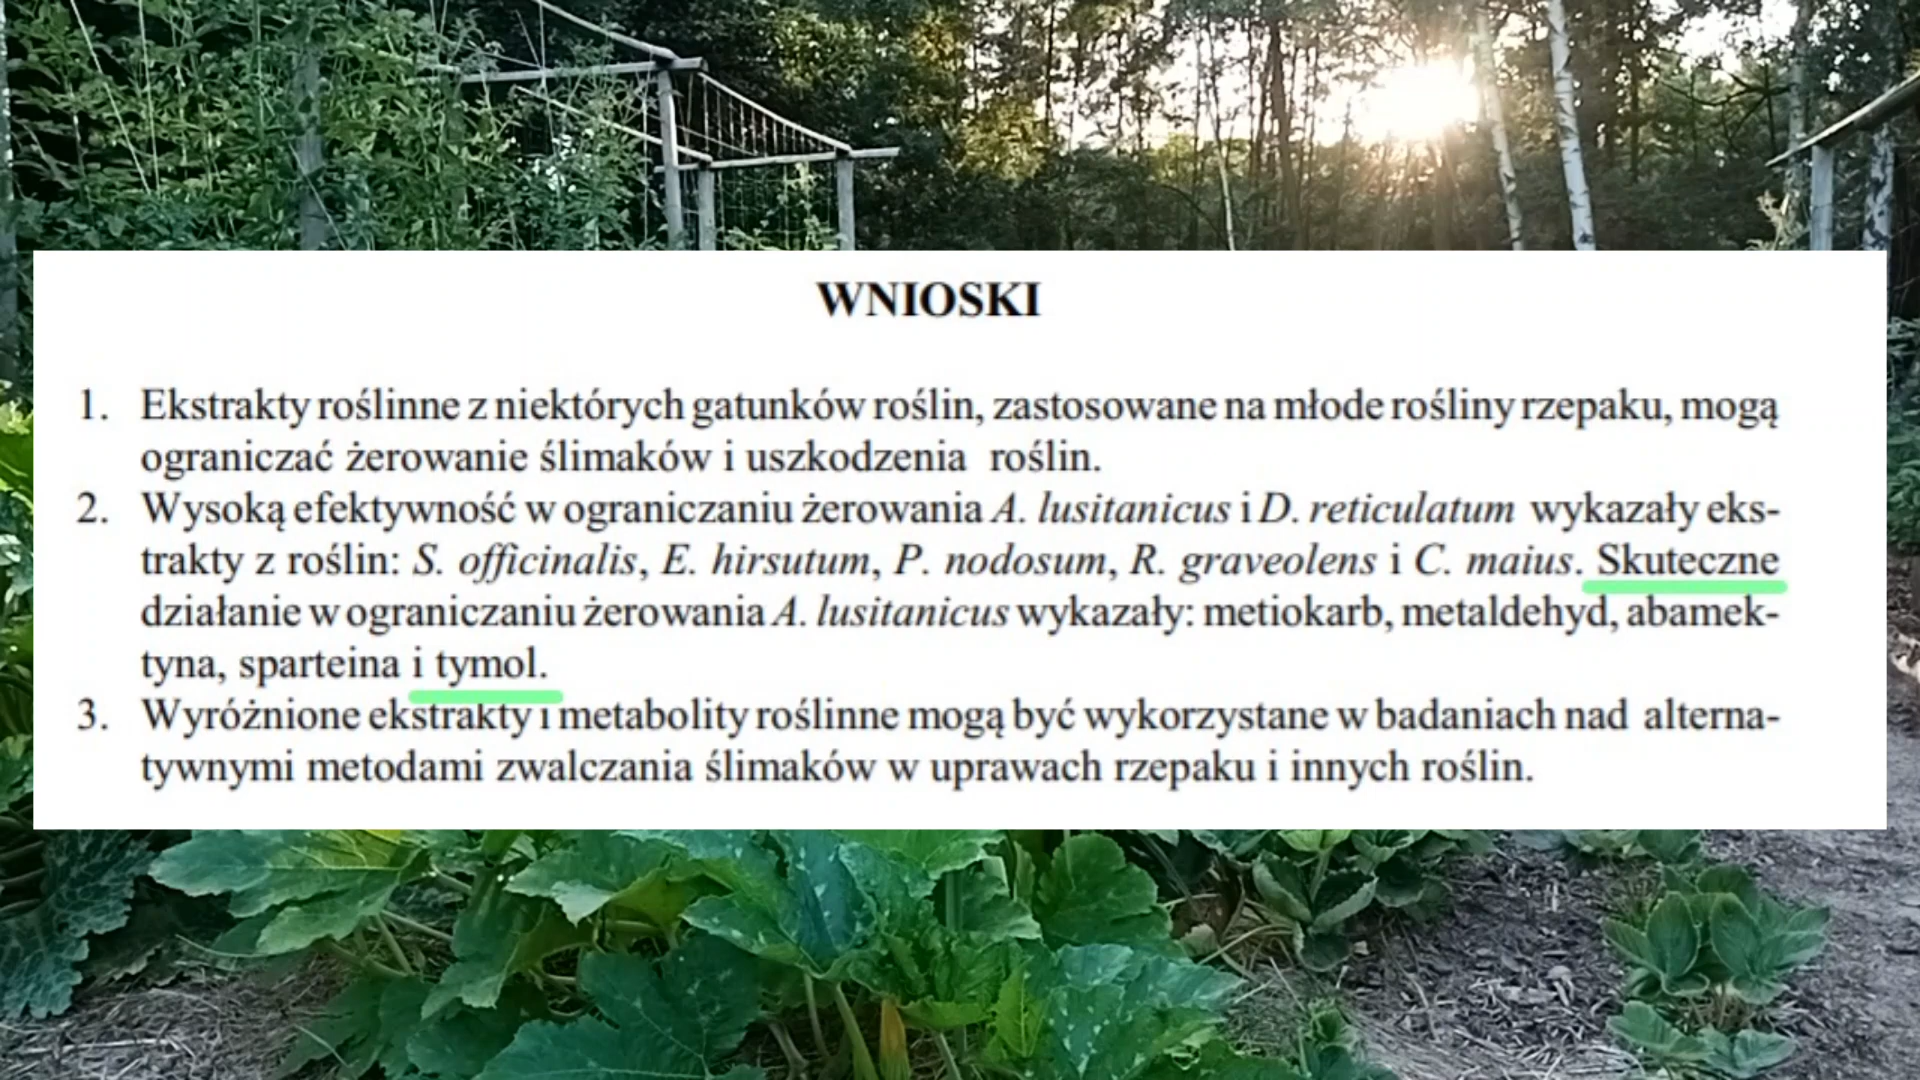 WNIOSKI
1. Ekstrakty roślinne z niektórych gatunków roślin, zastosowane na młode rośliny rzepaku, mogą
ograniczać żerowanie ślimaków i uszkodzenia roślin.
2. Wysoką efektywność w ograniczaniu żerowania A. lusitanicus i D. reticulatum wykazały eks-
trakty z roślin: S. officinalis, E. hirsutum, P. nodosum, R. graveolens i C. maius. Skuteczne
działanie w ograniczaniu żerowania A. lusitanicus wykazały: metiokarb, metaldehyd, abamek-
tyna, sparteina i tymol.
3. Wyróżnione ekstrakty i metabolity roślinne mogą być wykorzystane w badaniach nad alterna-
tywnymi metodami zwalczania ślimaków w uprawach rzepaku i innych roślin.